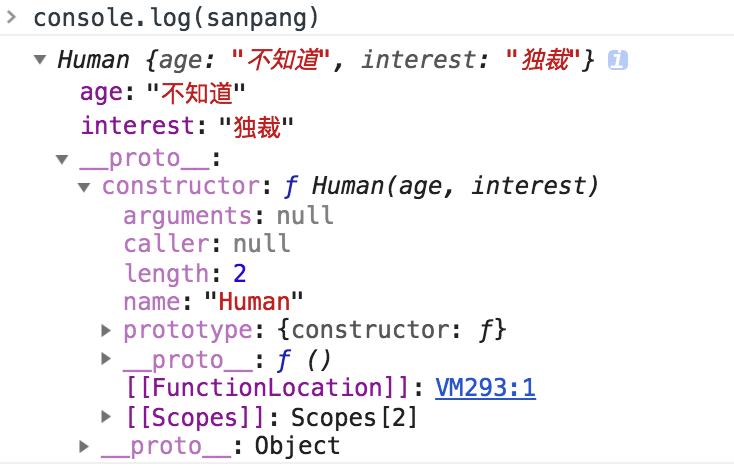 > console.log(sanpang)
▼ Human {age: "不知道", interest: "独裁"} i
age: "不知道"
interest: "独裁"
▼ __proto__:
▼ constructor: ƒ Human(age, interest)
arguments: null
caller: null
length: 2
name: "Human"
▶ prototype: {constructor: ƒ}
▶ __proto__: ƒ ()
[[FunctionLocation]]: VM293:1
▶ [[Scopes]]: Scopes[2]
▶ __proto__: Object